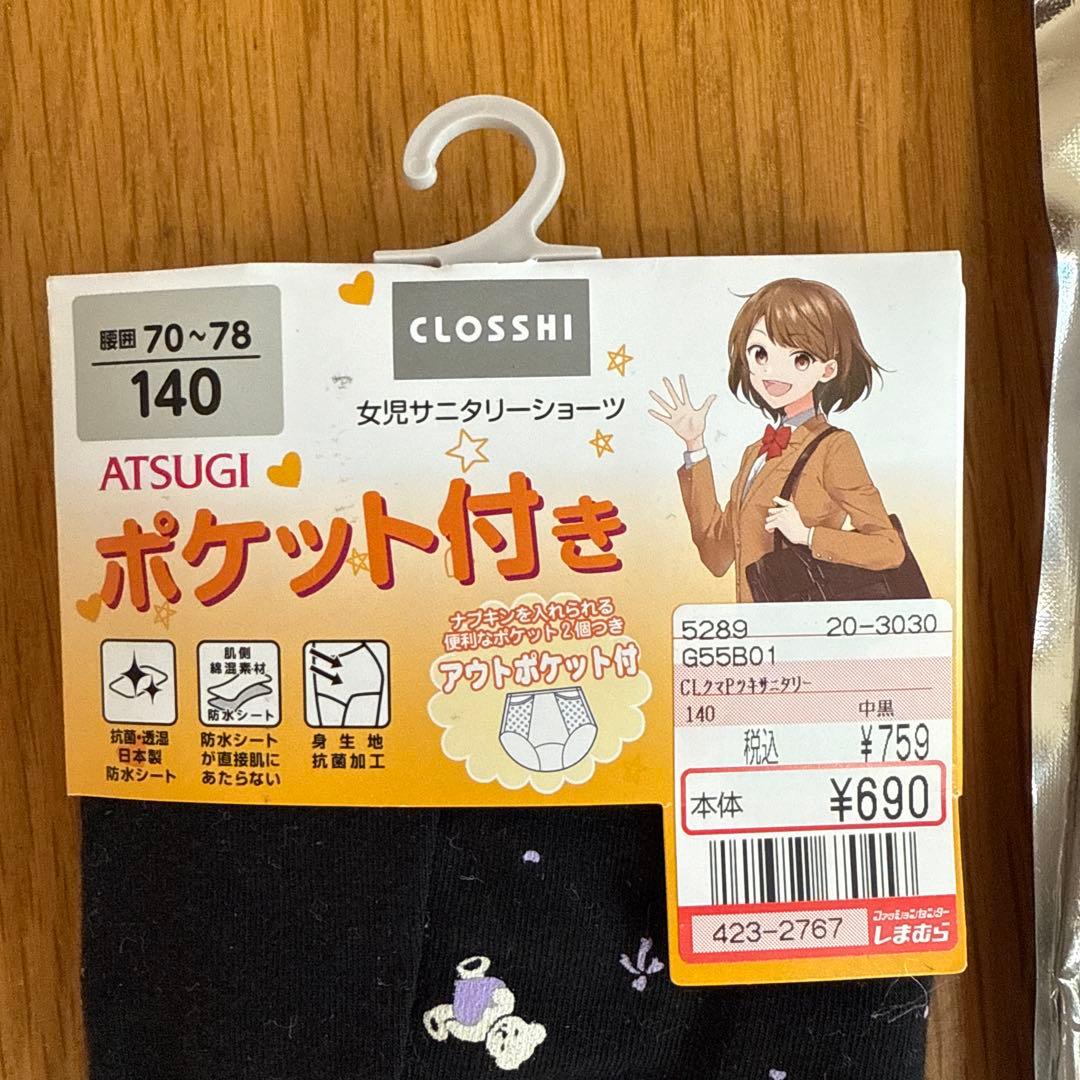 腰囲 70~78
140
CLOSSHI
女児サニタリーショーツ
ATSUGI
ポケット付き
ナプキンを入れられる
便利なポケット2個つき
アウトポケット付
肌側
綿混素材
防水シート
抗菌・透湿
日本製
防水シート
防水シート
が直接肌に
あたらない
身生地
抗菌加工
5289 20-3030
G55B01
CLクマPツキサニタリー
140 中黒
税込 ¥759
本体 ¥690
423-2767
ファッションセンター
しまむら